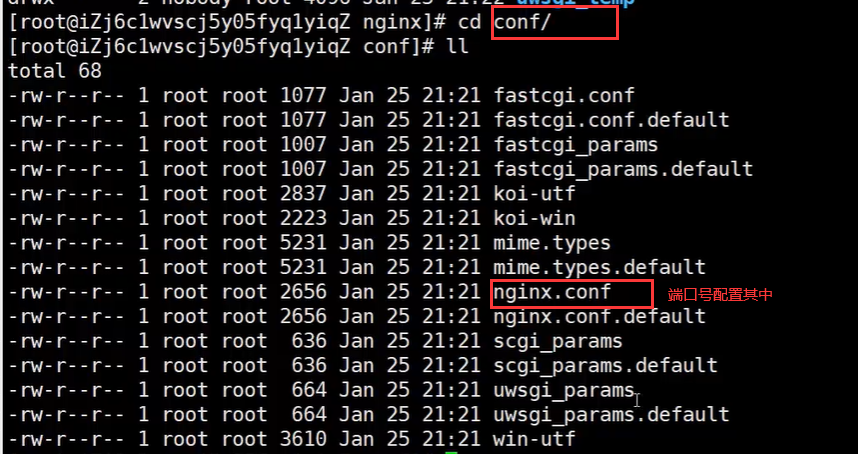 drwx 2 nobody root 4096 Jan 25 21:22 uwsgi_temp
[root@iZj6c1wvscj5y05fyq1yiqZ nginx]# cd conf/
[root@iZj6c1wvscj5y05fyq1yiqZ conf]# ll
total 68
-rw-r--r-- 1 root root 1077 Jan 25 21:21 fastcgi.conf
-rw-r--r-- 1 root root 1077 Jan 25 21:21 fastcgi.conf.default
-rw-r--r-- 1 root root 1007 Jan 25 21:21 fastcgi_params
-rw-r--r-- 1 root root 1007 Jan 25 21:21 fastcgi_params.default
-rw-r--r-- 1 root root 2837 Jan 25 21:21 koi-utf
-rw-r--r-- 1 root root 2223 Jan 25 21:21 koi-win
-rw-r--r-- 1 root root 5231 Jan 25 21:21 mime.types
-rw-r--r-- 1 root root 5231 Jan 25 21:21 mime.types.default
-rw-r--r-- 1 root root 2656 Jan 25 21:21 nginx.conf 端口号配置其中
-rw-r--r-- 1 root root 2656 Jan 25 21:21 nginx.conf.default
-rw-r--r-- 1 root root  636 Jan 25 21:21 scgi_params
-rw-r--r-- 1 root root  636 Jan 25 21:21 scgi_params.default
-rw-r--r-- 1 root root  664 Jan 25 21:21 uwsgi_params
-rw-r--r-- 1 root root  664 Jan 25 21:21 uwsgi_params.default
-rw-r--r-- 1 root root 3610 Jan 25 21:21 win-utf